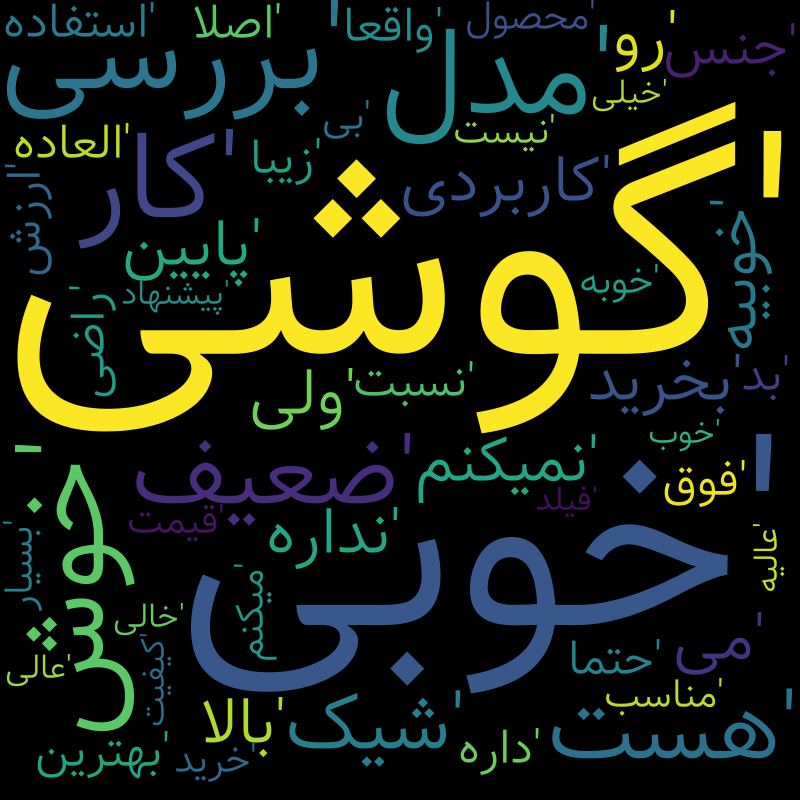 'استفاده
'اصلا
'واقعا
'محصول
'جنس
'رو
'بررسی
'مدل
'خیلی
'نیست
'بی
'العاده
'کار
'زیبا
'کاربردی
'گوشی
'ارزش
'پایین
'خوبیه
'خوبه
'پیشنهاد
'راضی
'ولی
'نسبت
'بخرید
'بد
'خوب
'ضعیف
'نمیکنم
'فوق
'خوش
'قیمت
'نداره
'فیلد
'خوبی
'بسیار
'عالیه
'میکنم
'خالی
'کیفیت
'عالی
'حتما
'می
'مناسب
'بالا
'شیک
'هست
'بهترین
'خرید
'داره